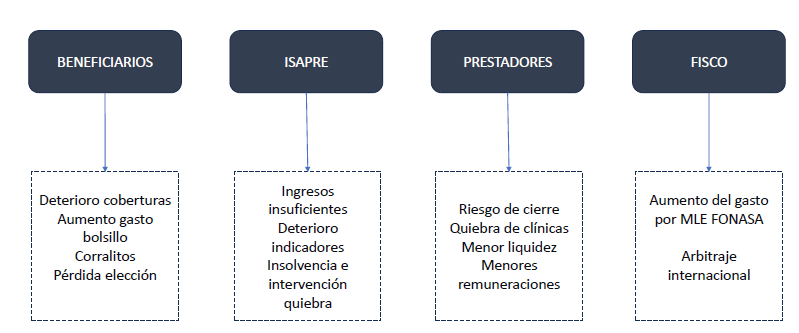 BENEFICIARIOS
ISAPRE
PRESTADORES
FISCO
Deterioro coberturas
Aumento gasto
bolsillo
Corralitos
Pérdida elección
Ingresos
insuficientes
Deterioro
indicadores
Insolvencia e
intervención
quiebra
Riesgo de cierre
Quiebra de clínicas
Menor liquidez
Menores
remuneraciones
Aumento del gasto
por MLE FONASA
Arbitraje
internacional